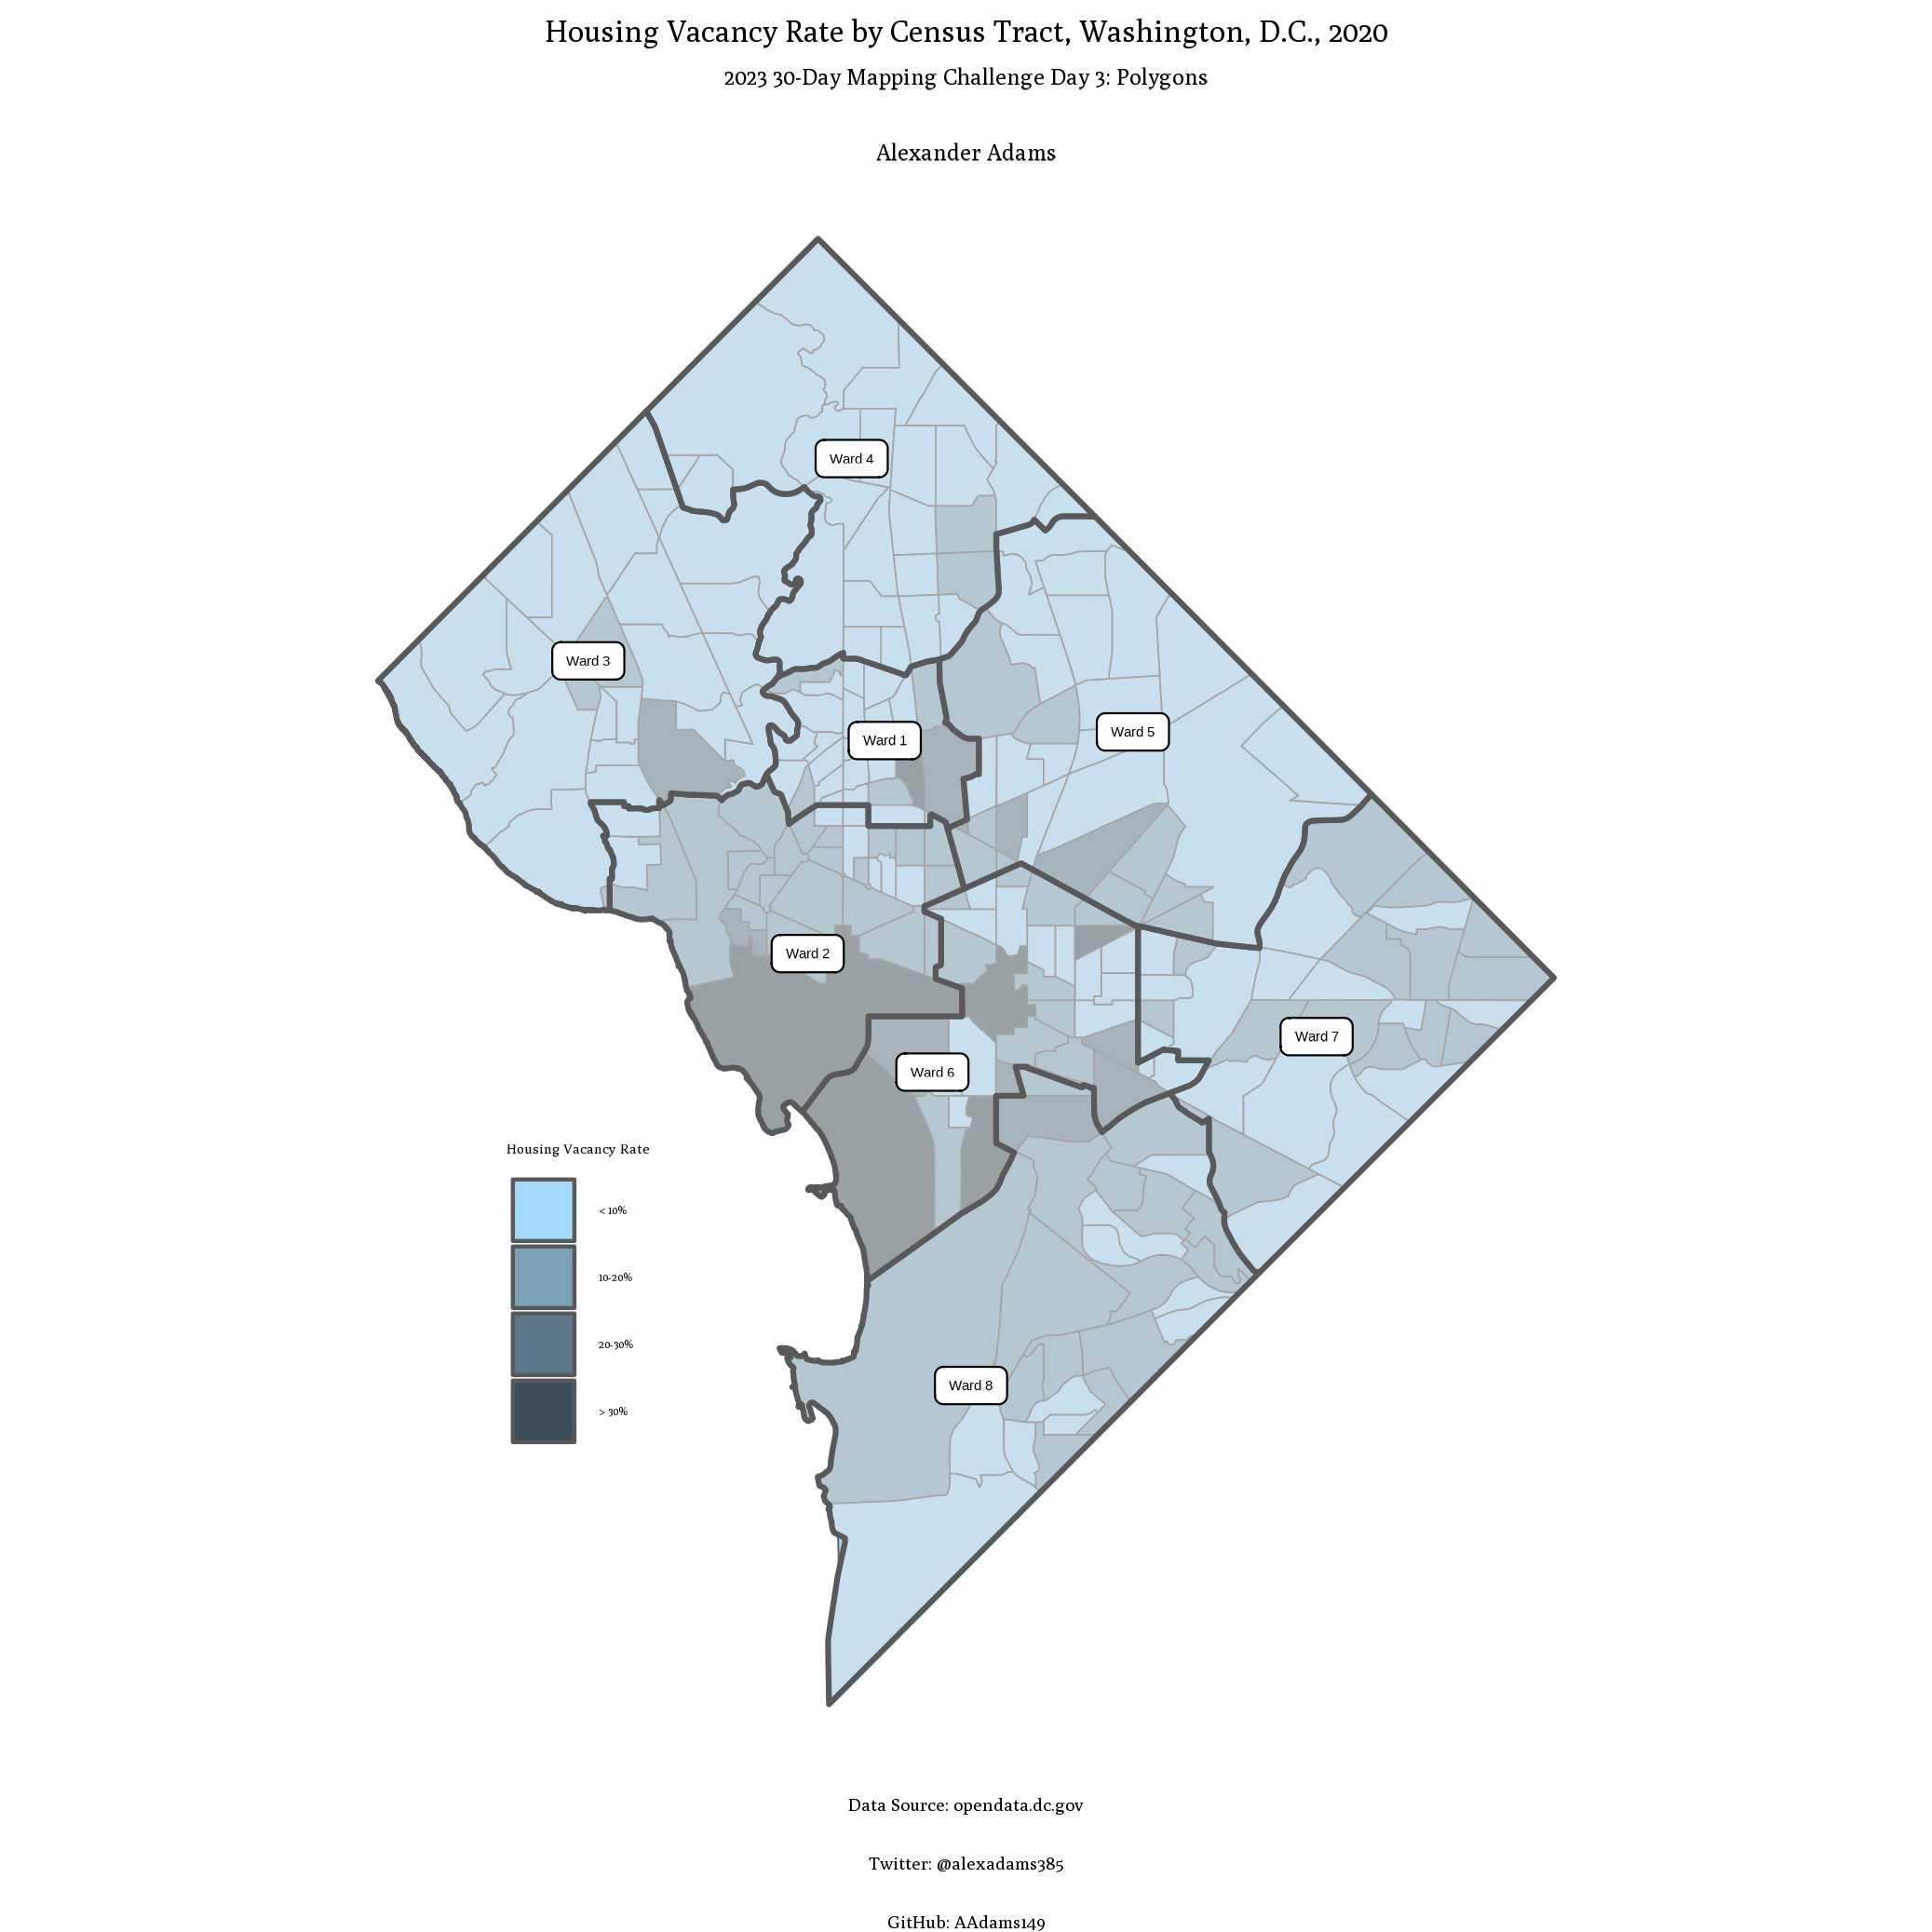 Housing Vacancy Rate by Census Tract, Washington, D.C., 2020
2023 30-Day Mapping Challenge Day 3: Polygons
Alexander Adams
Ward 4
Ward 3
Ward 1
Ward 5
Ward 2
Ward 7
Ward 6
Housing Vacancy Rate
< 10%
10-20%
20-30%
> 30%
Ward 8
Data Source: opendata.dc.gov
Twitter: @alexadams385
GitHub: AAdams149